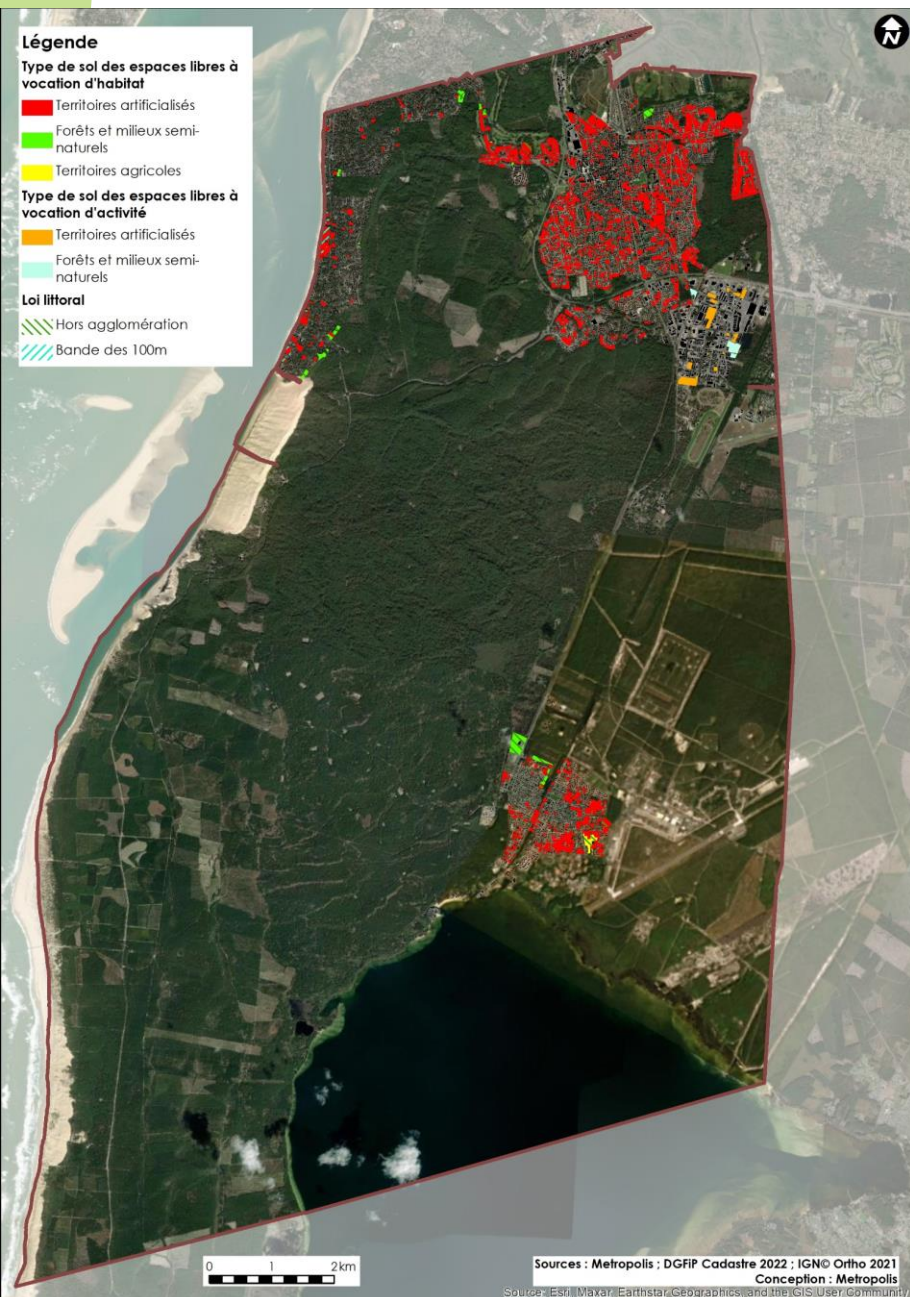 N
Légende
Type de sol des espaces libres à
vocation d'habitat
Territoires artificialisés
Forêts et milieux semi-
naturels
Territoires agricoles
Type de sol des espaces libres à
vocation d'activité
Territoires artificialisés
Forêts et milieux semi-
naturels
Loi littoral
Hors agglomération
Bande des 100m
0 1 2km
Sources : Metropolis ; DGFiP Cadastre 2022 ; IGN© Ortho 2021
Conception : Metropolis
Source: Esri, Maxar, Earthstar Geographics, and the GIS User Community